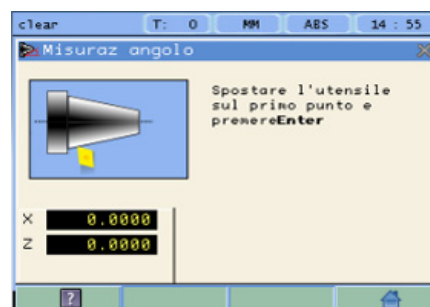 clear T: 0 MM ABS 14 : 55
Misuraz angolo
Spostare l'utensile
sul primo punto e
premereEnter
X 0.0000
Z 0.0000
?